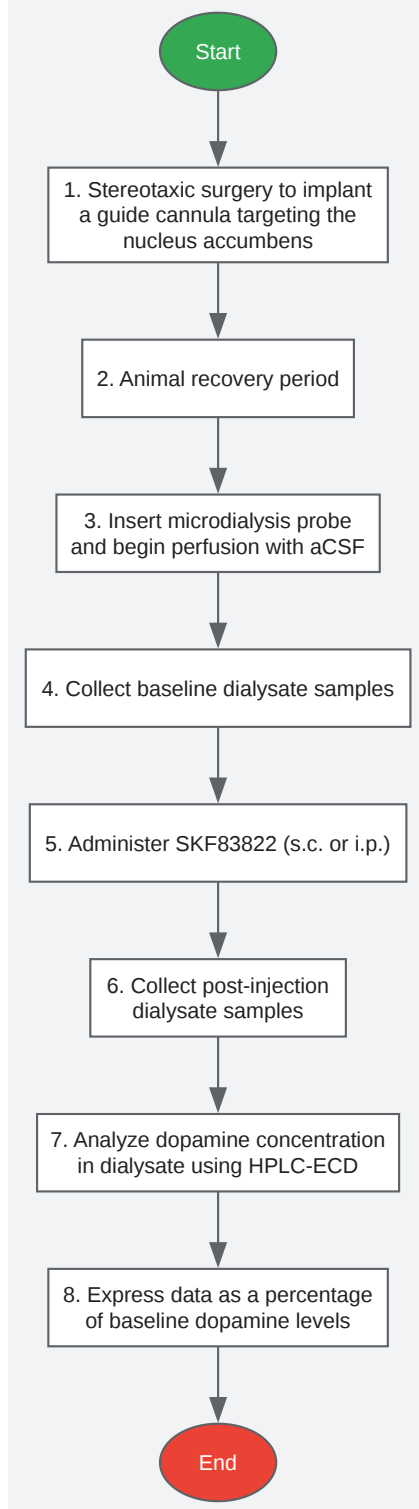 Start
1. Stereotaxic surgery to implant
a guide cannula targeting the
nucleus accumbens
2. Animal recovery period
3. Insert microdialysis probe
and begin perfusion with aCSF
4. Collect baseline dialysate samples
5. Administer SKF83822 (s.c. or i.p.)
6. Collect post-injection
dialysate samples
7. Analyze dopamine concentration
in dialysate using HPLC-ECD
8. Express data as a percentage
of baseline dopamine levels
End